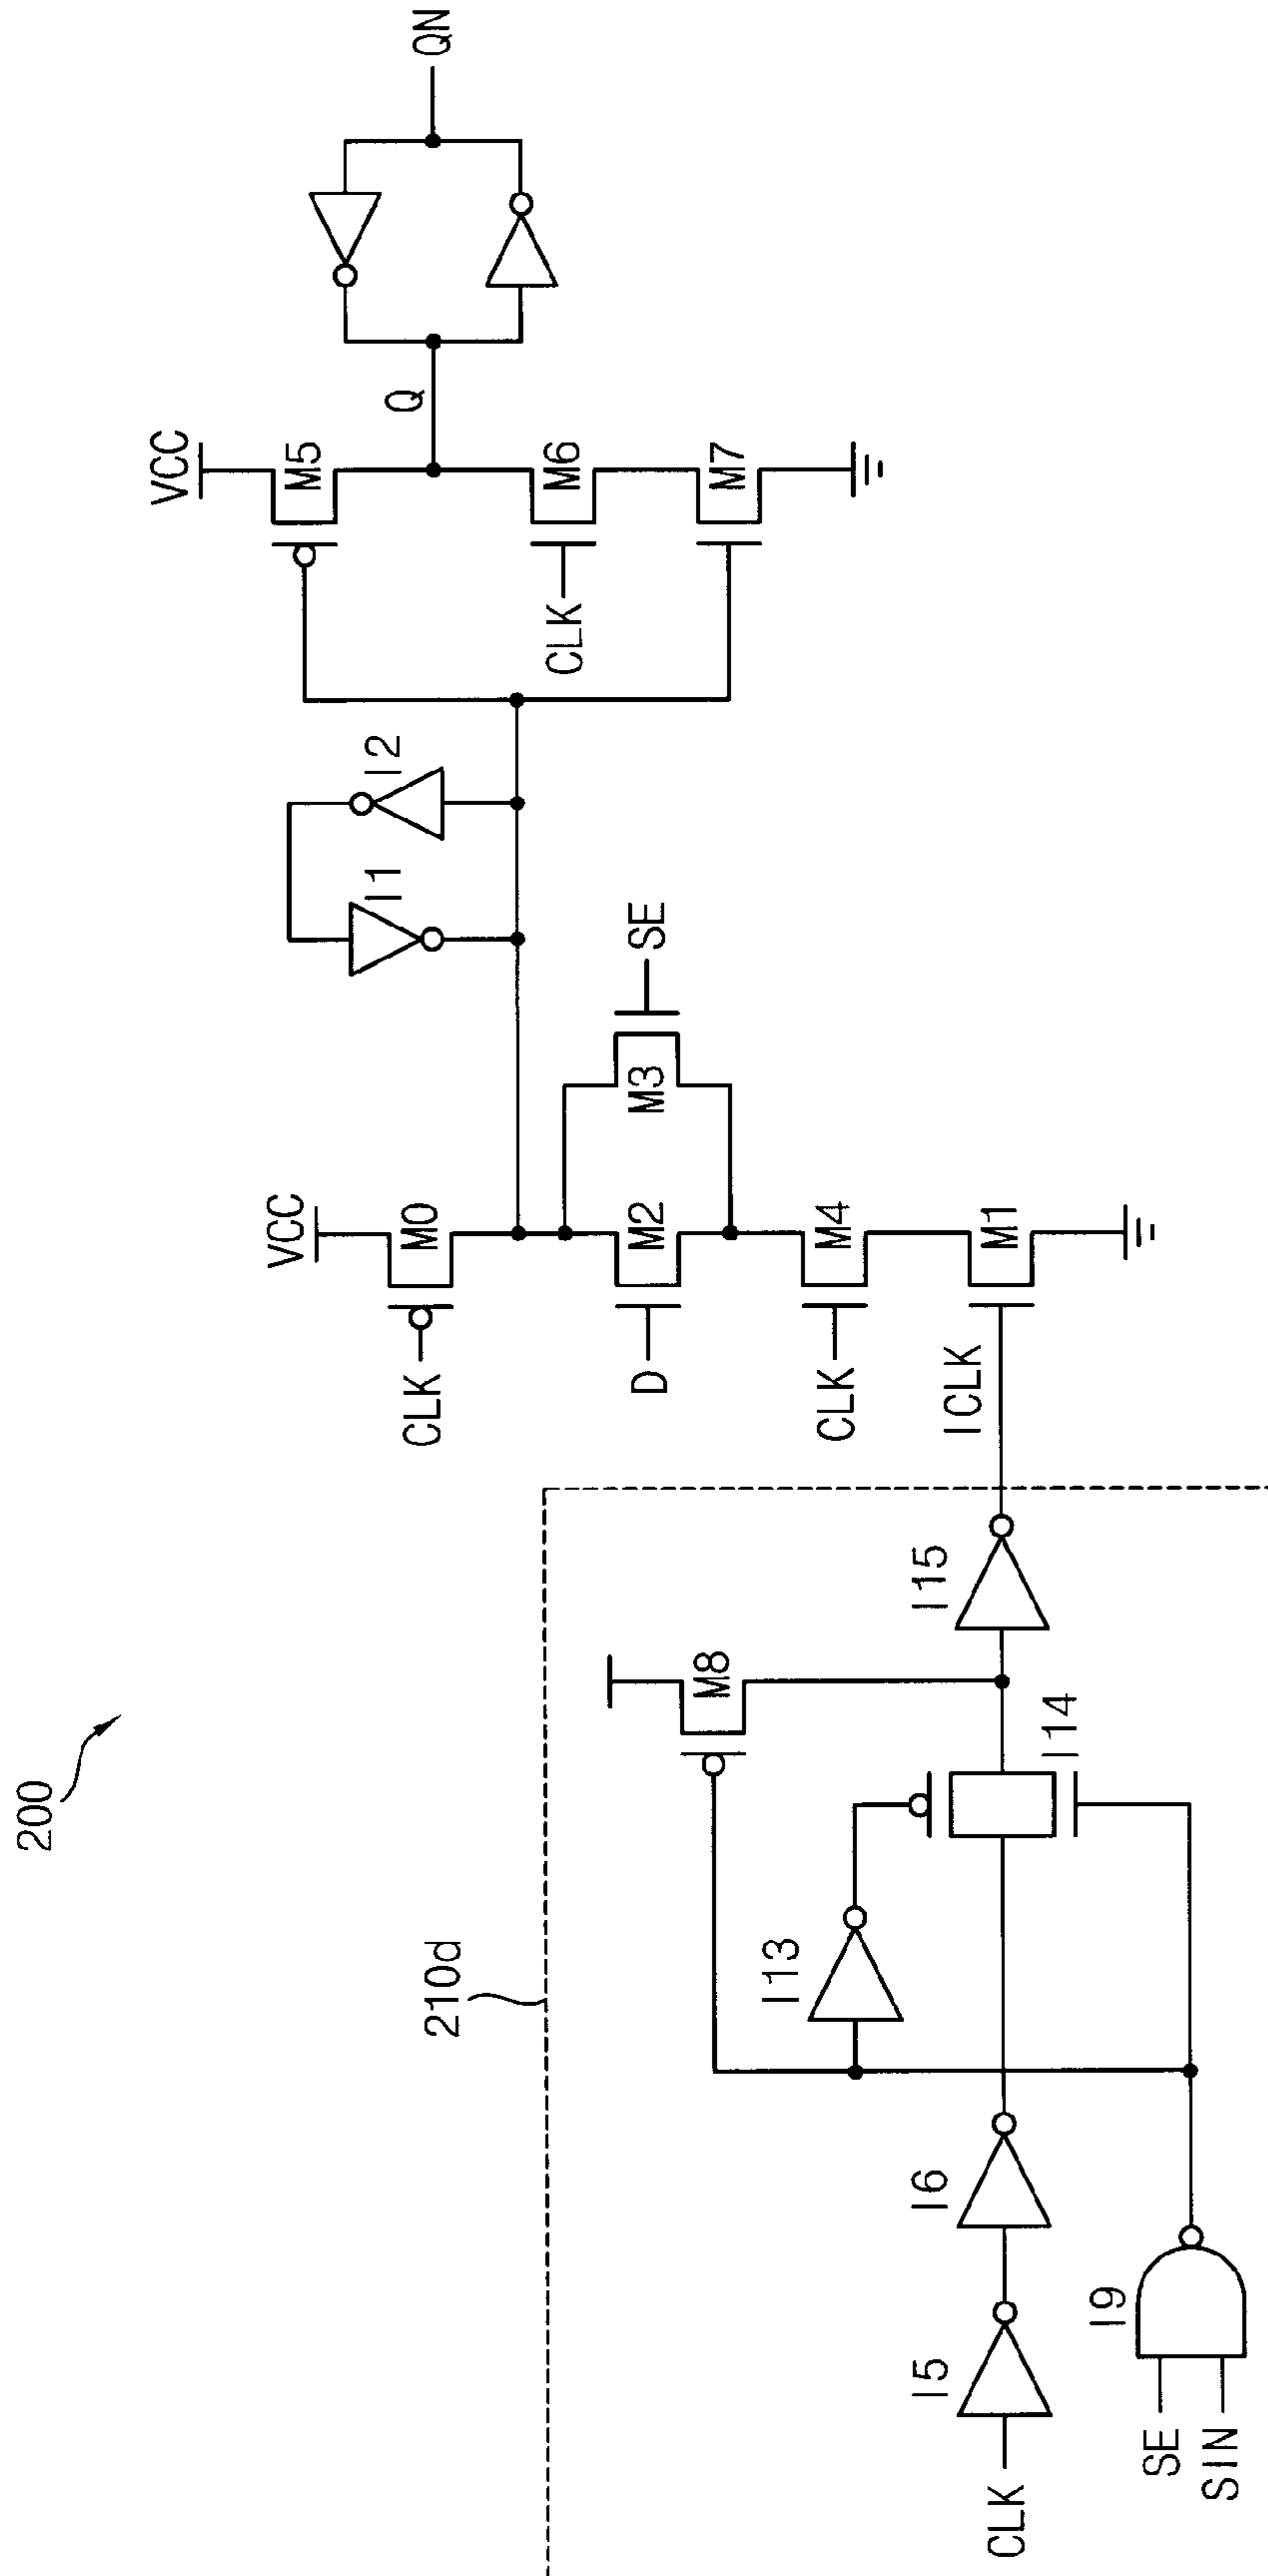 200
210d
VCC
VCC
M5
Q
QN
M6
CLK
M7
I2
I1
SE
M3
M0
CLK
M2
D
M4
CLK
M1
ICLK
I15
M8
I14
I13
I6
I5
CLK
I9
SE
SIN